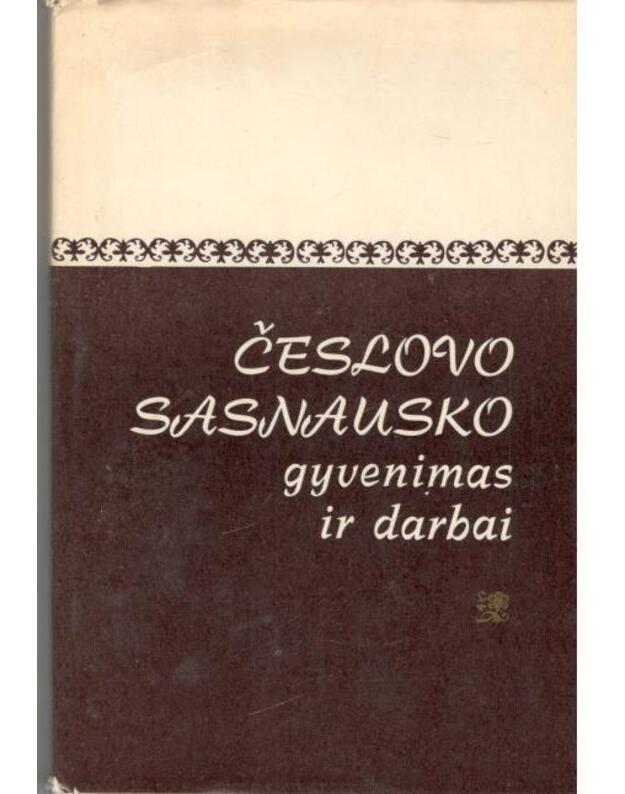 ČESLOVO
SASNAUSKO
gyvenimas
ir darbai